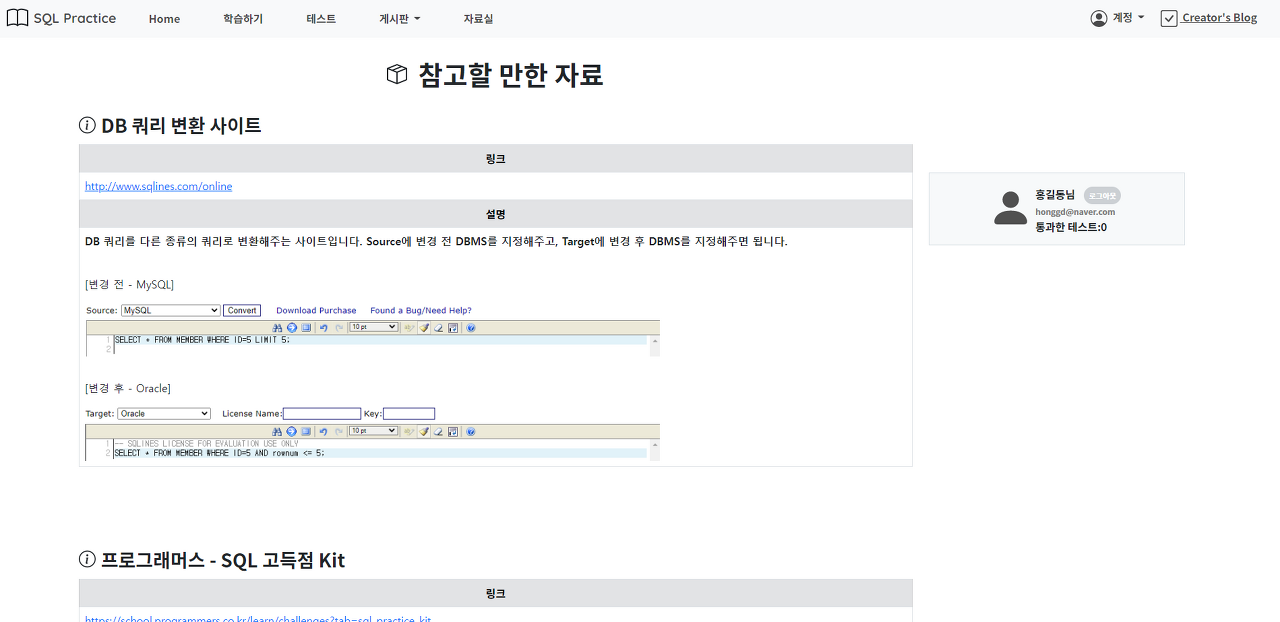 SQL Practice Home 학습하기 테스트 게시판 자료실 계정 Creator's Blog
참고할 만한 자료
DB 쿼리 변환 사이트
링크
http://www.sqlines.com/online
설명
DB 쿼리를 다른 종류의 쿼리로 변환해주는 사이트입니다. Source에 변경 전 DBMS를 지정해주고, Target에 변경 후 DBMS를 지정해주면 됩니다.
[변경 전 - MySQL]
Source: MySQL Convert Download Purchase Found a Bug/Need Help?
10 pt
1 SELECT * FROM MEMBER WHERE ID=5 LIMIT 5;
2
[변경 후 - Oracle]
Target: Oracle License Name: Key:
10 pt
1 -- SQLINES LICENSE FOR EVALUATION USE ONLY
2 SELECT * FROM MEMBER WHERE ID=5 AND rownum <= 5;
홍길동님 로그아웃
honggd@naver.com
통과한 테스트:0
프로그래머스 - SQL 고득점 Kit
링크
https://school.programmers.co.kr/learn/challenges?tab=sql_practice_kit